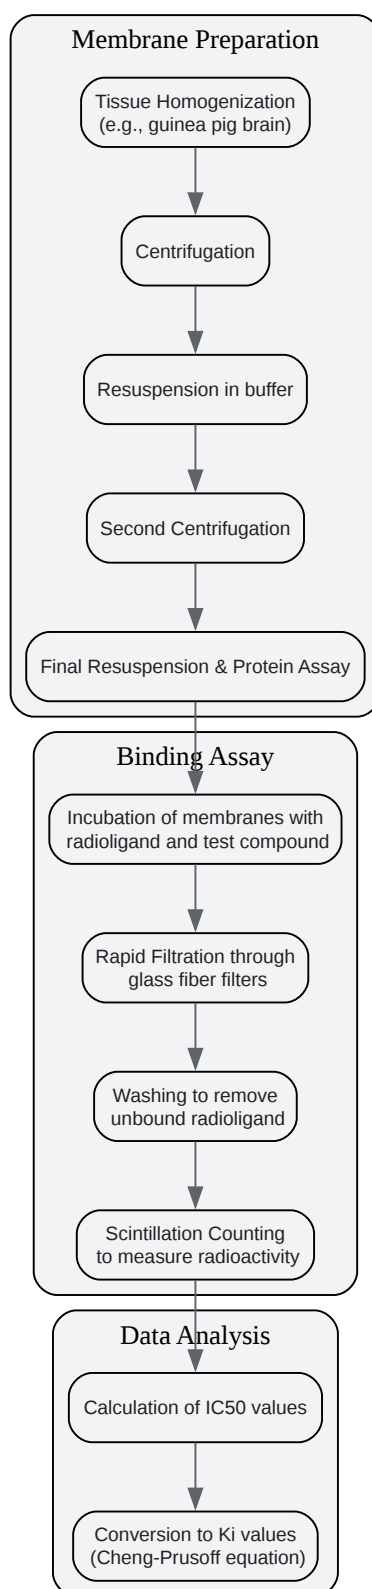 Membrane Preparation
Tissue Homogenization
(e.g., guinea pig brain)
Centrifugation
Resuspension in buffer
Second Centrifugation
Final Resuspension & Protein Assay
Binding Assay
Incubation of membranes with
radioligand and test compound
Rapid Filtration through
glass fiber filters
Washing to remove
unbound radioligand
Scintillation Counting
to measure radioactivity
Data Analysis
Calculation of IC50 values
Conversion to Ki values
(Cheng-Prusoff equation)